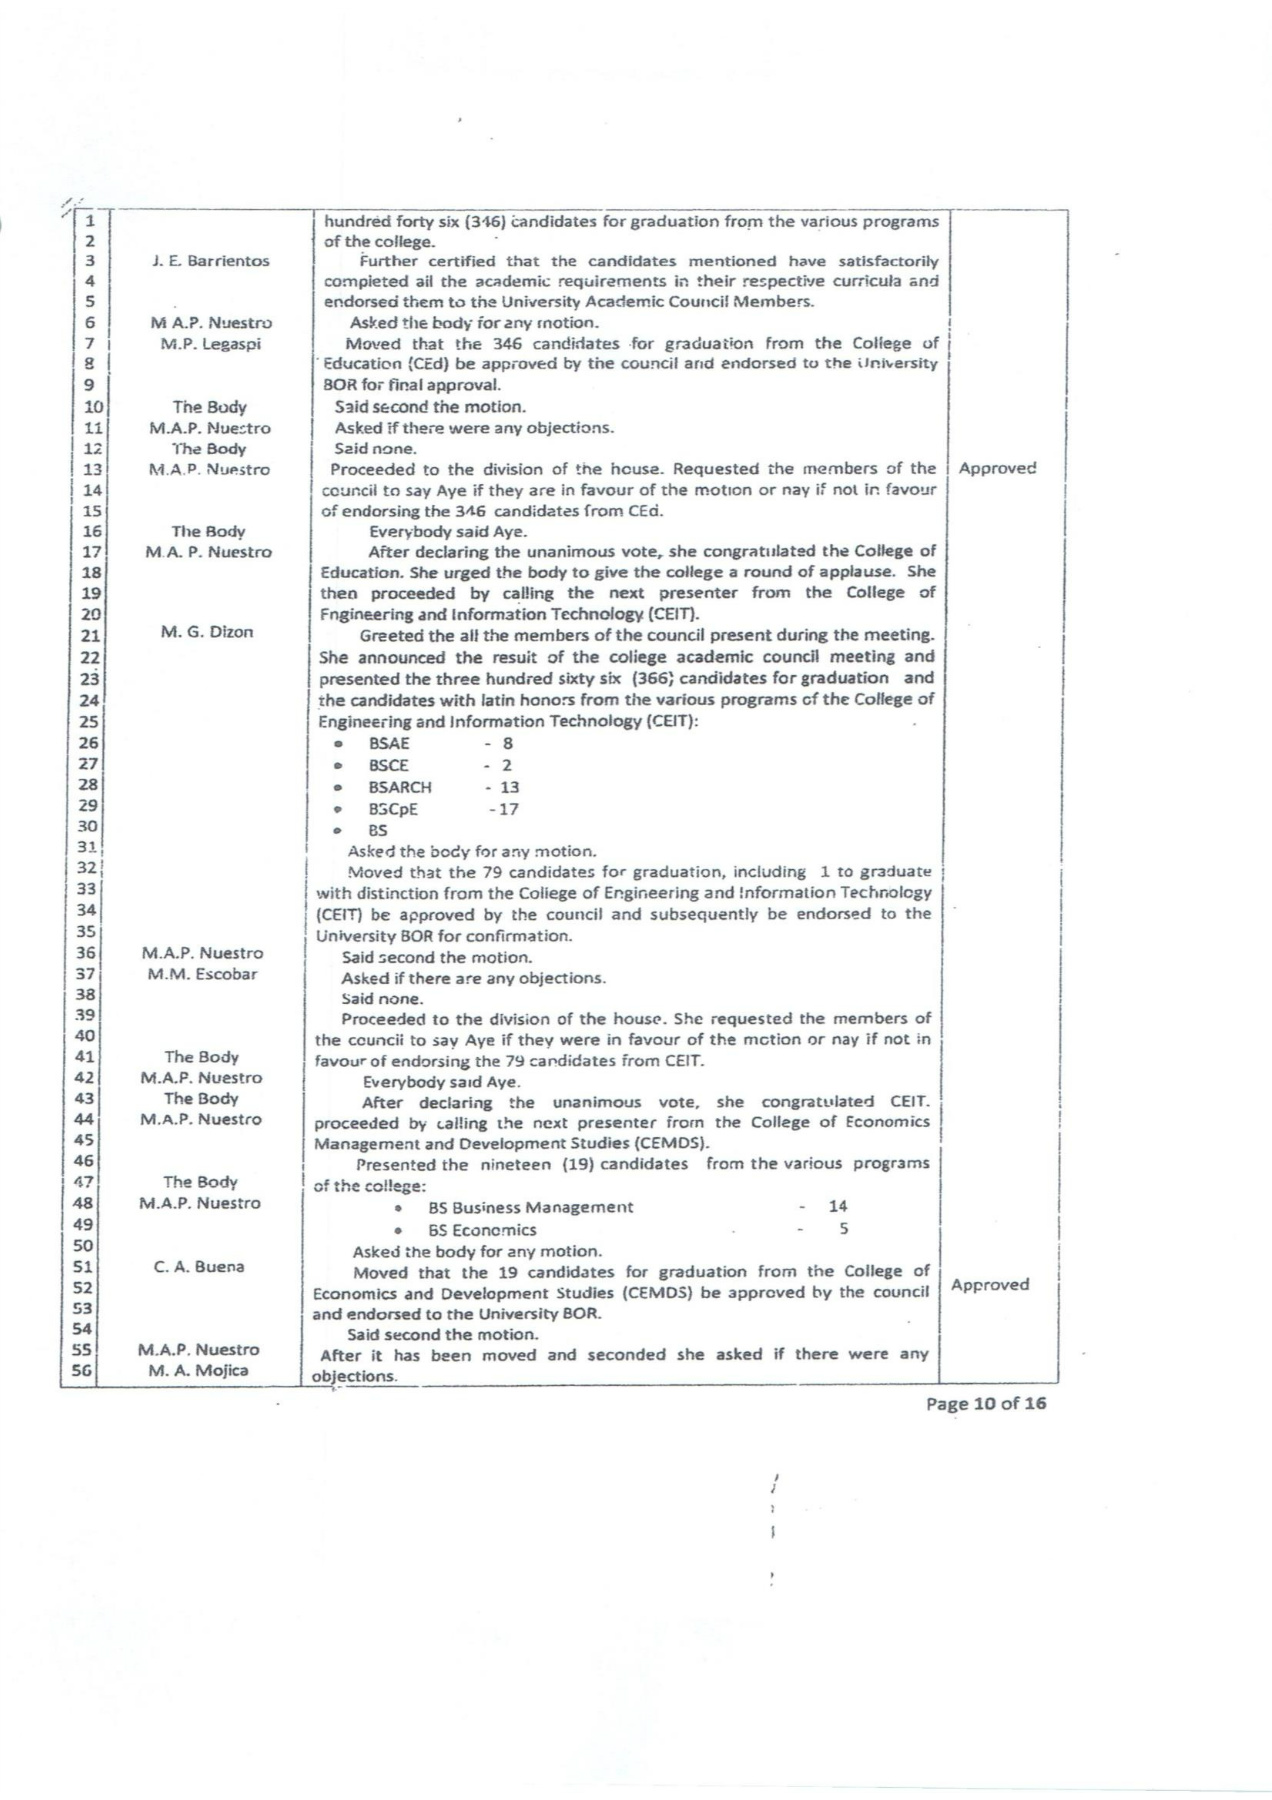 1 hundred forty six (346) candidates for graduation from the various programs
2 of the college.
3 J. E. Barrientos Further certified that the candidates mentioned have satisfactorily
4 completed all the academic requirements in their respective curricula and
5 endorsed them to the University Academic Council Members.
6 M A.P. Nuestro Asked the body for any motion.
7 M.P. Legaspi Moved that the 346 candidates for graduation from the College of
8 Education (CEd) be approved by the council and endorsed to the University
9 BOR for final approval.
10 The Body Said second the motion.
11 M.A.P. Nuestro Asked if there were any objections.
12 The Body Said none.
13 M.A.P. Nuestro Proceeded to the division of the house. Requested the members of the Approved
14 council to say Aye if they are in favour of the motion or nay if not in favour
15 of endorsing the 346 candidates from CEd.
16 The Body Everybody said Aye.
17 M.A. P. Nuestro After declaring the unanimous vote, she congratulated the College of
18 Education. She urged the body to give the college a round of applause. She
19 then proceeded by calling the next presenter from the College of
20 Engineering and Information Technology (CEIT).
21 M. G. Dizon Greeted the all the members of the council present during the meeting.
22 She announced the result of the college academic council meeting and
23 presented the three hundred sixty six (366) candidates for graduation and
24 the candidates with latin honors from the various programs of the College of
25 Engineering and Information Technology (CEIT):
26 • BSAE - 8
27 • BSCE - 2
28 • BSARCH - 13
29 • BSCpE -17
30 • BS
31 Asked the body for any motion.
32 Moved that the 79 candidates for graduation, including 1 to graduate
33 with distinction from the College of Engineering and Information Technology
34 (CEIT) be approved by the council and subsequently be endorsed to the
35 University BOR for confirmation.
36 M.A.P. Nuestro Said second the motion.
37 M.M. Escobar Asked if there are any objections.
38 Said none.
39 Proceeded to the division of the house. She requested the members of
40 the council to say Aye if they were in favour of the motion or nay if not in
41 The Body favour of endorsing the 79 candidates from CEIT.
42 M.A.P. Nuestro Everybody said Aye.
43 The Body After declaring the unanimous vote, she congratulated CEIT.
44 M.A.P. Nuestro proceeded by calling the next presenter from the College of Economics
45 Management and Development Studies (CEMDS).
46 Presented the nineteen (19) candidates from the various programs
47 The Body of the college:
48 M.A.P. Nuestro • BS Business Management - 14
49 • BS Economics - 5
50 Asked the body for any motion.
51 C. A. Buena Moved that the 19 candidates for graduation from the College of
52 Economics and Development Studies (CEMDS) be approved by the council Approved
53 and endorsed to the University BOR.
54 Said second the motion.
55 M.A.P. Nuestro After it has been moved and seconded she asked if there were any
56 M. A. Mojica objections.
Page 10 of 16